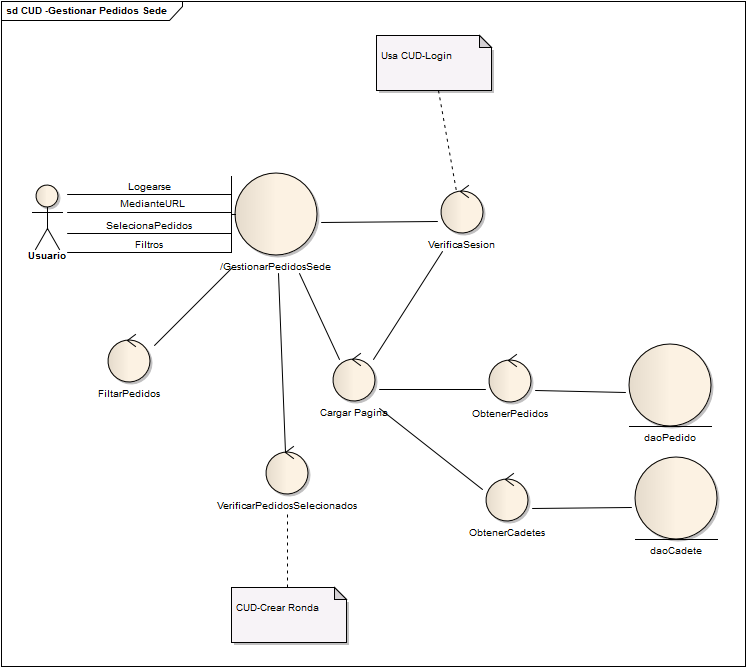 sd CUD -Gestionar Pedidos Sede
Usa CUD-Login
Logearse
MedianteURL
SelecionaPedidos
Filtros
Usuario
/GestionarPedidosSede
VerificaSesion
FiltarPedidos
Cargar Pagina
ObtenerPedidos
daoPedido
VerificarPedidosSelecionados
ObtenerCadetes
daoCadete
CUD-Crear Ronda